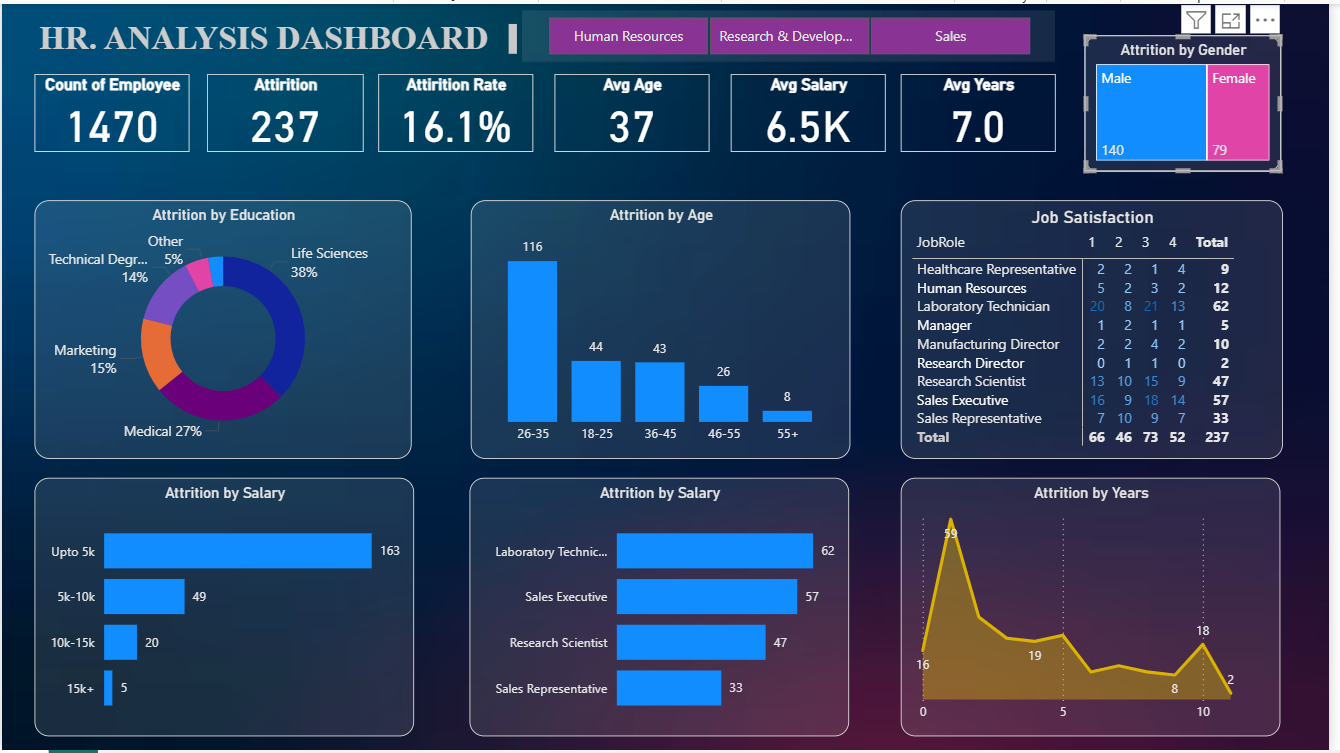 HR. ANALYSIS DASHBOARD
Human Resources
Research & Develop...
Sales
Attrition by Gender
Male
Female
140
79
Count of Employee
1470
Attirition
237
Attirition Rate
16.1%
Avg Age
37
Avg Salary
6.5K
Avg Years
7.0
Attrition by Education
Other
5%
Life Sciences
38%
Technical Degr...
14%
Marketing
15%
Medical 27%
Attrition by Age
116
44
43
26
8
26-35 18-25 36-45 46-55 55+
Job Satisfaction
JobRole 1 2 3 4 Total
Healthcare Representative 2 2 1 4 9
Human Resources 5 2 3 2 12
Laboratory Technician 20 8 21 13 62
Manager 1 2 1 1 5
Manufacturing Director 2 2 4 2 10
Research Director 0 1 1 0 2
Research Scientist 13 10 15 9 47
Sales Executive 16 9 18 14 57
Sales Representative 7 10 9 7 33
Total 66 46 73 52 237
Attrition by Salary
Upto 5k 163
5k-10k 49
10k-15k 20
15k+ 5
Attrition by Salary
Laboratory Technic... 62
Sales Executive 57
Research Scientist 47
Sales Representative 33
Attrition by Years
59
18
16
19
8
2
0 5 10